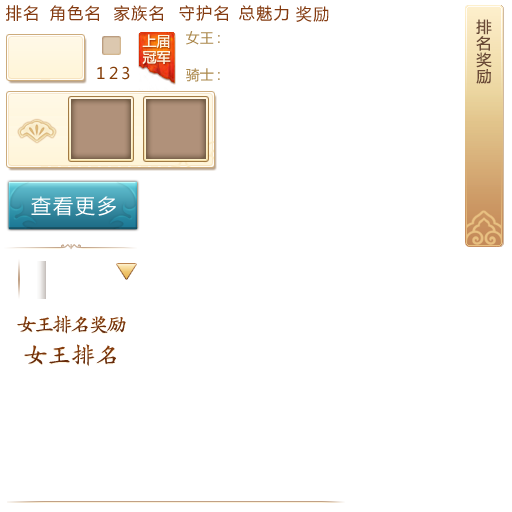 排名 角色名 家族名 守护名 总魅力 奖励
上届
冠军
女王：
123
骑士：
查看更多
女王排名奖励
女王排名
排名奖励